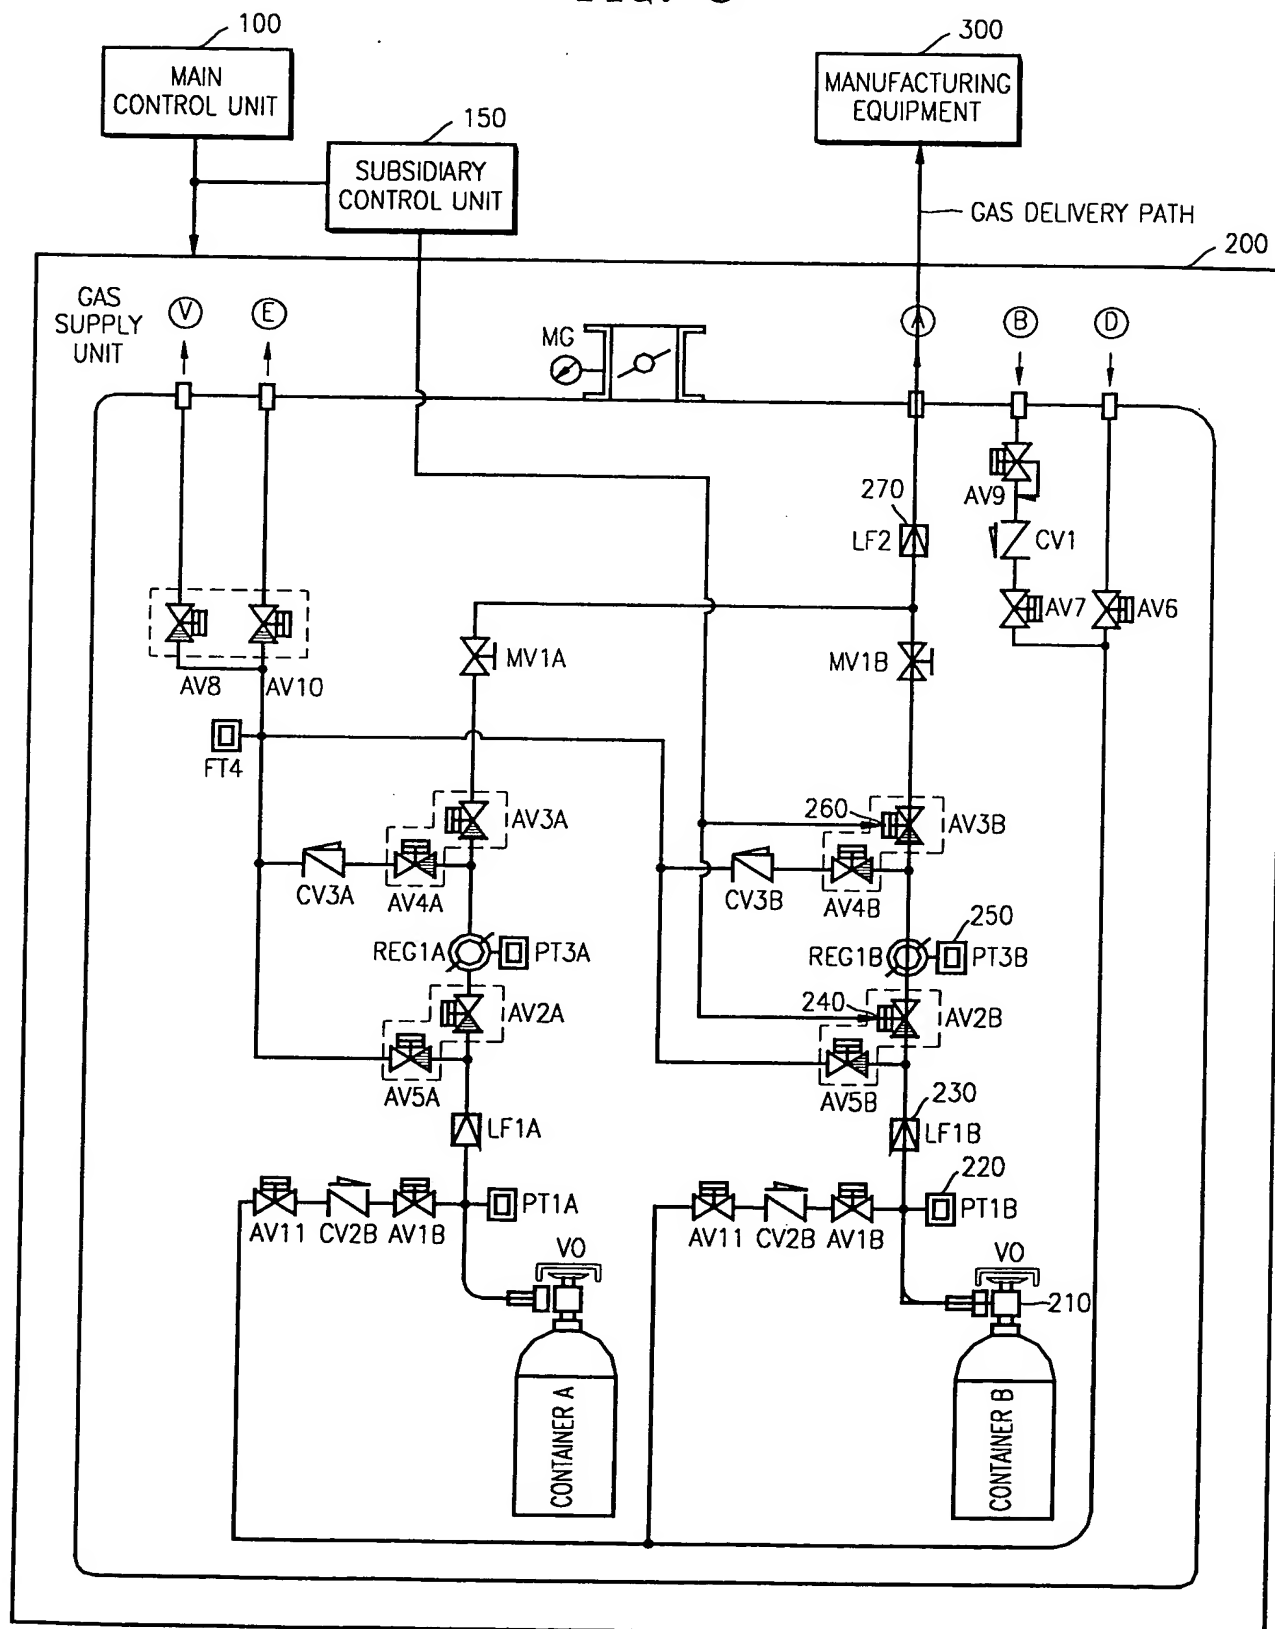 100
MAIN
CONTROL UNIT
150
SUBSIDIARY
CONTROL UNIT
300
MANUFACTURING
EQUIPMENT
GAS DELIVERY PATH
200
GAS
SUPPLY
UNIT
V
E
MG
A
B
D
AV9
270
LF2
CV1
AV7
AV6
MV1A
MV1B
AV8
AV10
FT4
AV3A
260
AV3B
CV3A
AV4A
CV3B
AV4B
REG1A
PT3A
REG1B
250
PT3B
AV2A
240
AV2B
AV5A
AV5B
230
LF1A
LF1B
220
PT1A
PT1B
AV11
CV2B
AV1B
AV11
CV2B
AV1B
VO
VO
210
CONTAINER A
CONTAINER B